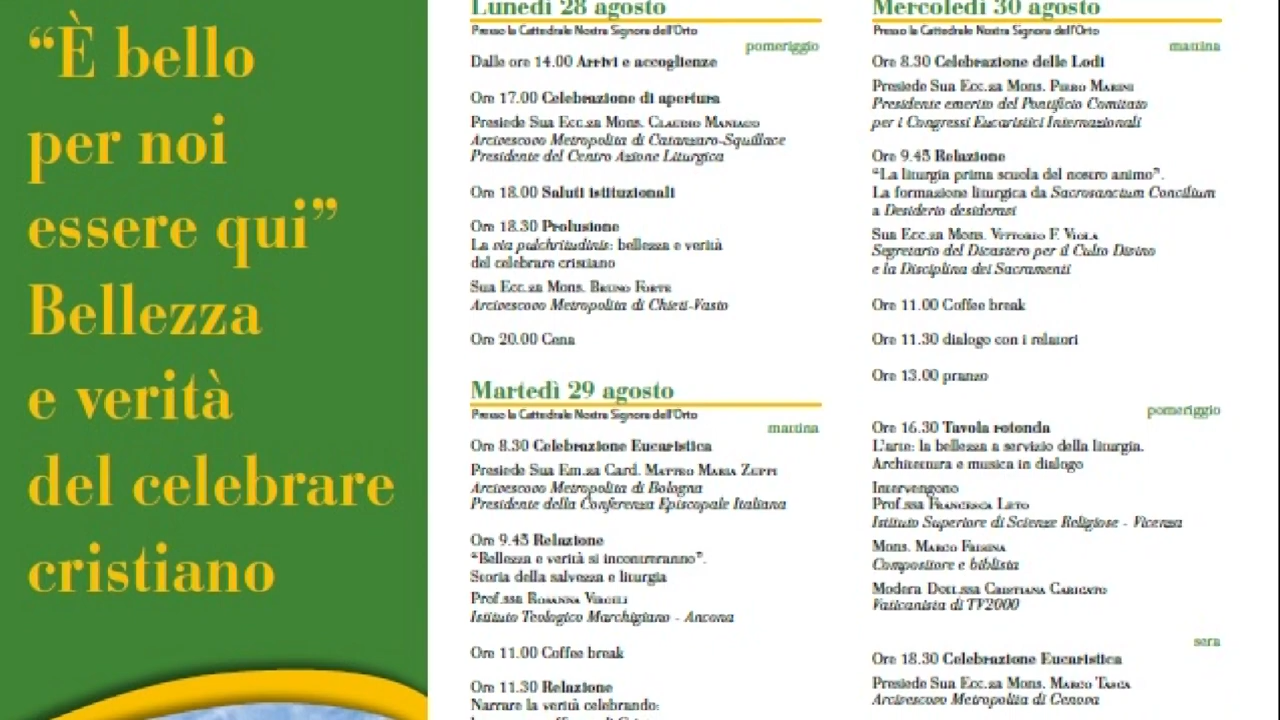 “È bello
per noi
essere qui”
Bellezza
e verità
del celebrare
cristiano
Lunedì 28 agosto
Presso la Cattedrale Nostra Signora dell'Orto
pomeriggio
Dalle ore 14.00 Arrivi e accoglienze
Ore 17.00 Celebrazione di apertura
Presiede Sua Ecc.za Mons. Claudio Maniago
Arcivescovo Metropolita di Catanzaro-Squillace
Presidente del Centro Azione Liturgica
Ore 18.00 Saluti istituzionali
Ore 18.30 Prolusione
La via pulchritudinis: bellezza e verità
del celebrare cristiano
Sua Ecc.za Mons. Bruno Forte
Arcivescovo Metropolita di Chieti-Vasto
Ore 20.00 Cena
Martedì 29 agosto
Presso la Cattedrale Nostra Signora dell'Orto
mattina
Ore 8.30 Celebrazione Eucaristica
Presiede Sua Em.za Card. Matteo Maria Zuppi
Arcivescovo Metropolita di Bologna
Presidente della Conferenza Episcopale Italiana
Ore 9.45 Relazione
“Bellezza e verità si incontreranno”.
Storia della salvezza e liturgia
Prof.ssa Rosanna Virgili
Istituto Teologico Marchigiano - Ancona
Ore 11.00 Coffee break
Ore 11.30 Relazione
Narrare la verità celebrando:
Mercoledì 30 agosto
Presso la Cattedrale Nostra Signora dell'Orto
mattina
Ore 8.30 Celebrazione delle Lodi
Presiede Sua Ecc.za Mons. Piero Marini
Presidente emerito del Pontificio Comitato
per i Congressi Eucaristici Internazionali
Ore 9.45 Relazione
“La liturgia prima scuola del nostro animo”.
La formazione liturgica da Sacrosanctum Concilium
a Desiderio desideravi
Sua Ecc.za Mons. Vittorio F. Viola
Segretario del Dicastero per il Culto Divino
e la Disciplina dei Sacramenti
Ore 11.00 Coffee break
Ore 11.30 dialogo con i relatori
Ore 13.00 pranzo
pomeriggio
Ore 16.30 Tavola rotonda
L'arte: la bellezza a servizio della liturgia.
Architettura e musica in dialogo
Intervengono
Prof.ssa Francesca Leto
Istituto Superiore di Scienze Religiose - Vicenza
Mons. Marco Frisina
Compositore e biblista
Modera Dott.ssa Cristiana Caricato
Vaticanista di TV2000
sera
Ore 18.30 Celebrazione Eucaristica
Presiede Sua Ecc.za Mons. Marco Tasca
Arcivescovo Metropolita di Genova